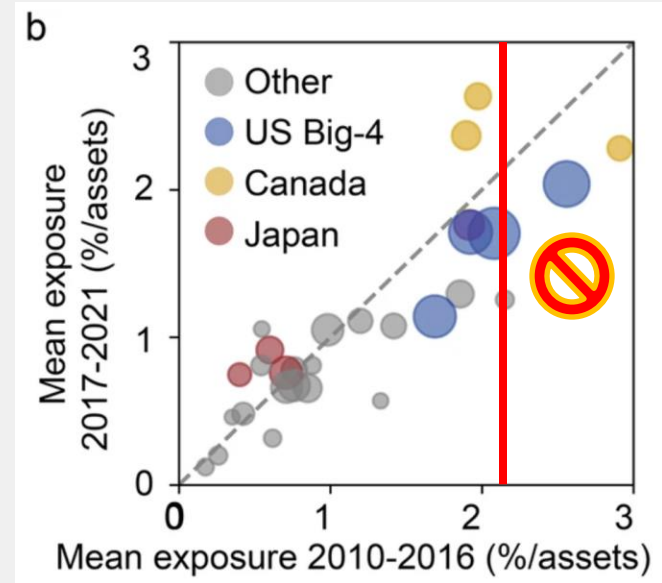 b
3
2
1
0
Mean exposure
2017-2021 (%/assets)
Other
US Big-4
Canada
Japan
0
1
2
3
Mean exposure 2010-2016 (%/assets)